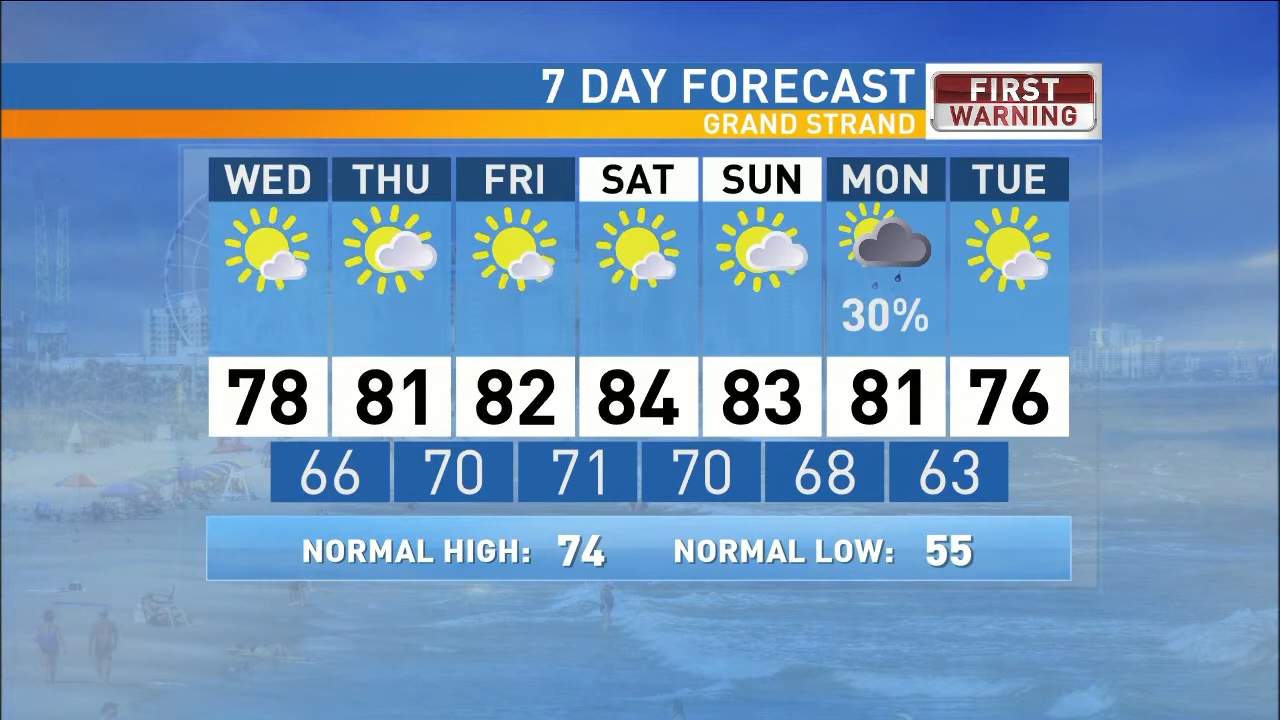 7 DAY FORECAST
GRAND STRAND
FIRST
WARNING
WED THU FRI SAT SUN MON TUE
30%
78 81 82 84 83 81 76
66 70 71 70 68 63
NORMAL HIGH: 74 NORMAL LOW: 55